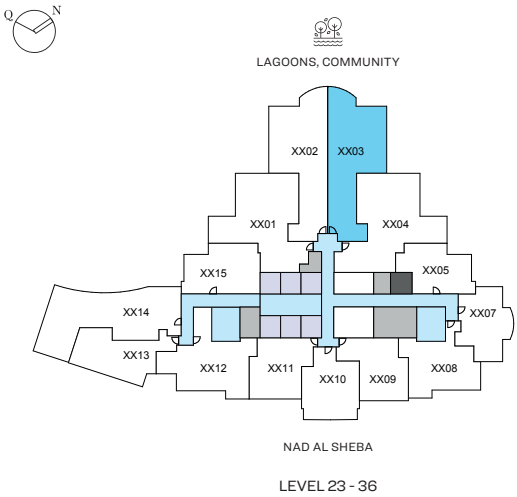 Q N
LAGOONS, COMMUNITY
XX02 XX03
XX01 XX04
XX15 XX05
XX14 XX07
XX13 XX12 XX11 XX10 XX09 XX08
NAD AL SHEBA
LEVEL 23 - 36